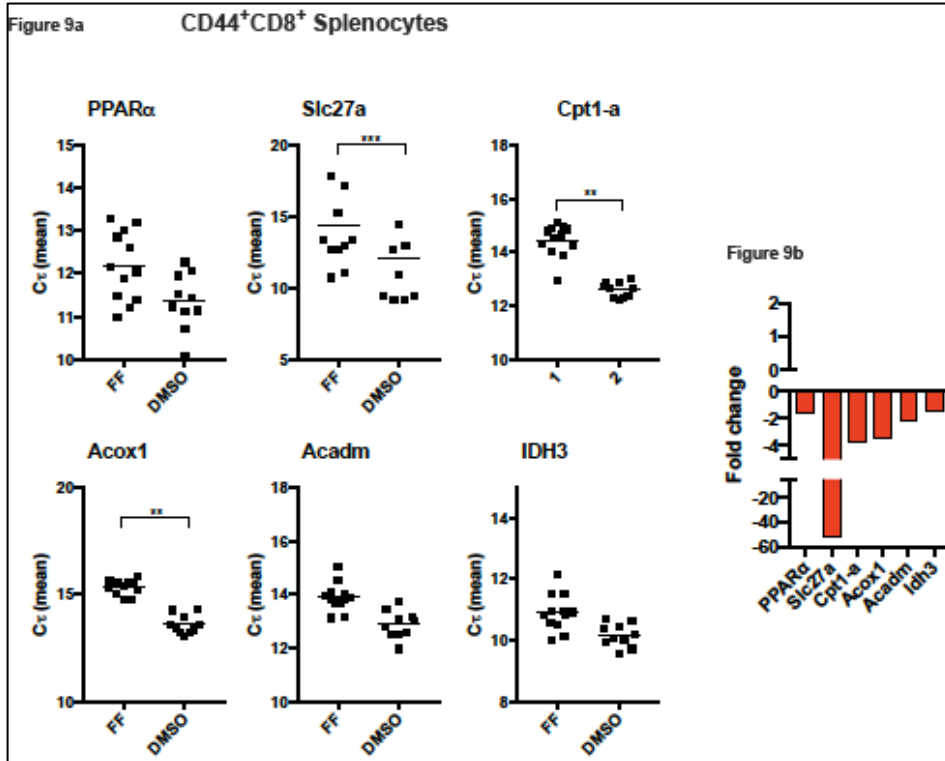 Figure 9a
CD44+CD8+ Splenocytes
PPARα
15
14
13
12
11
10
Cτ (mean)
FF
DMSO
Slc27a
20
15
10
5
Cτ (mean)
***
FF
DMSO
Cpt1-a
18
16
14
12
10
Cτ (mean)
**
1
2
Acox1
20
15
10
Cτ (mean)
**
FF
DMSO
Acadm
18
16
14
12
10
Cτ (mean)
FF
DMSO
IDH3
14
12
10
8
Cτ (mean)
FF
DMSO
Figure 9b
2
1
0
0
-2
-4
-20
-40
-60
Fold change
PPARα
Slc27a
Cpt1-a
Acox1
Acadm
Idh3